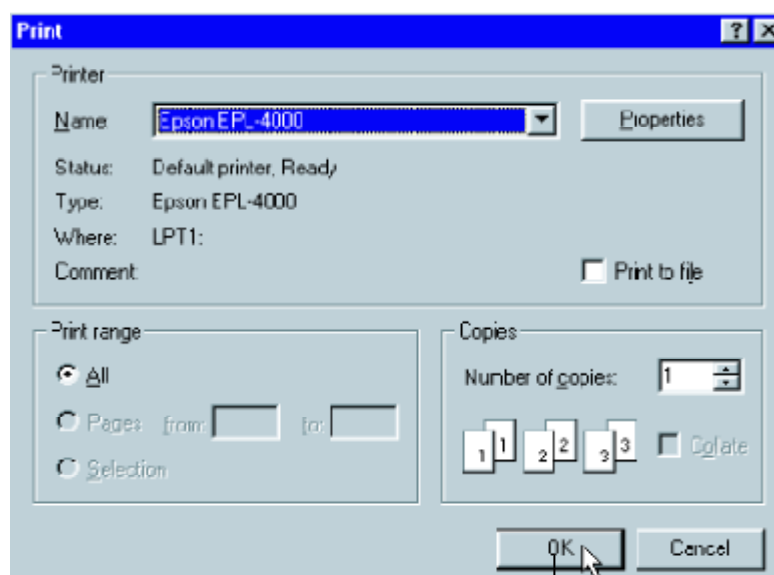 Print
Printer
Name
Epson EPL-4000
Properties
Status: Default printer, Ready
Type: Epson EPL-4000
Where: LPT1:
Comment
Print to file
Print range
All
Pages from: to:
Selection
Copies
Number of copies: 1
1 1 2 2 3 3
Collate
OK
Cancel